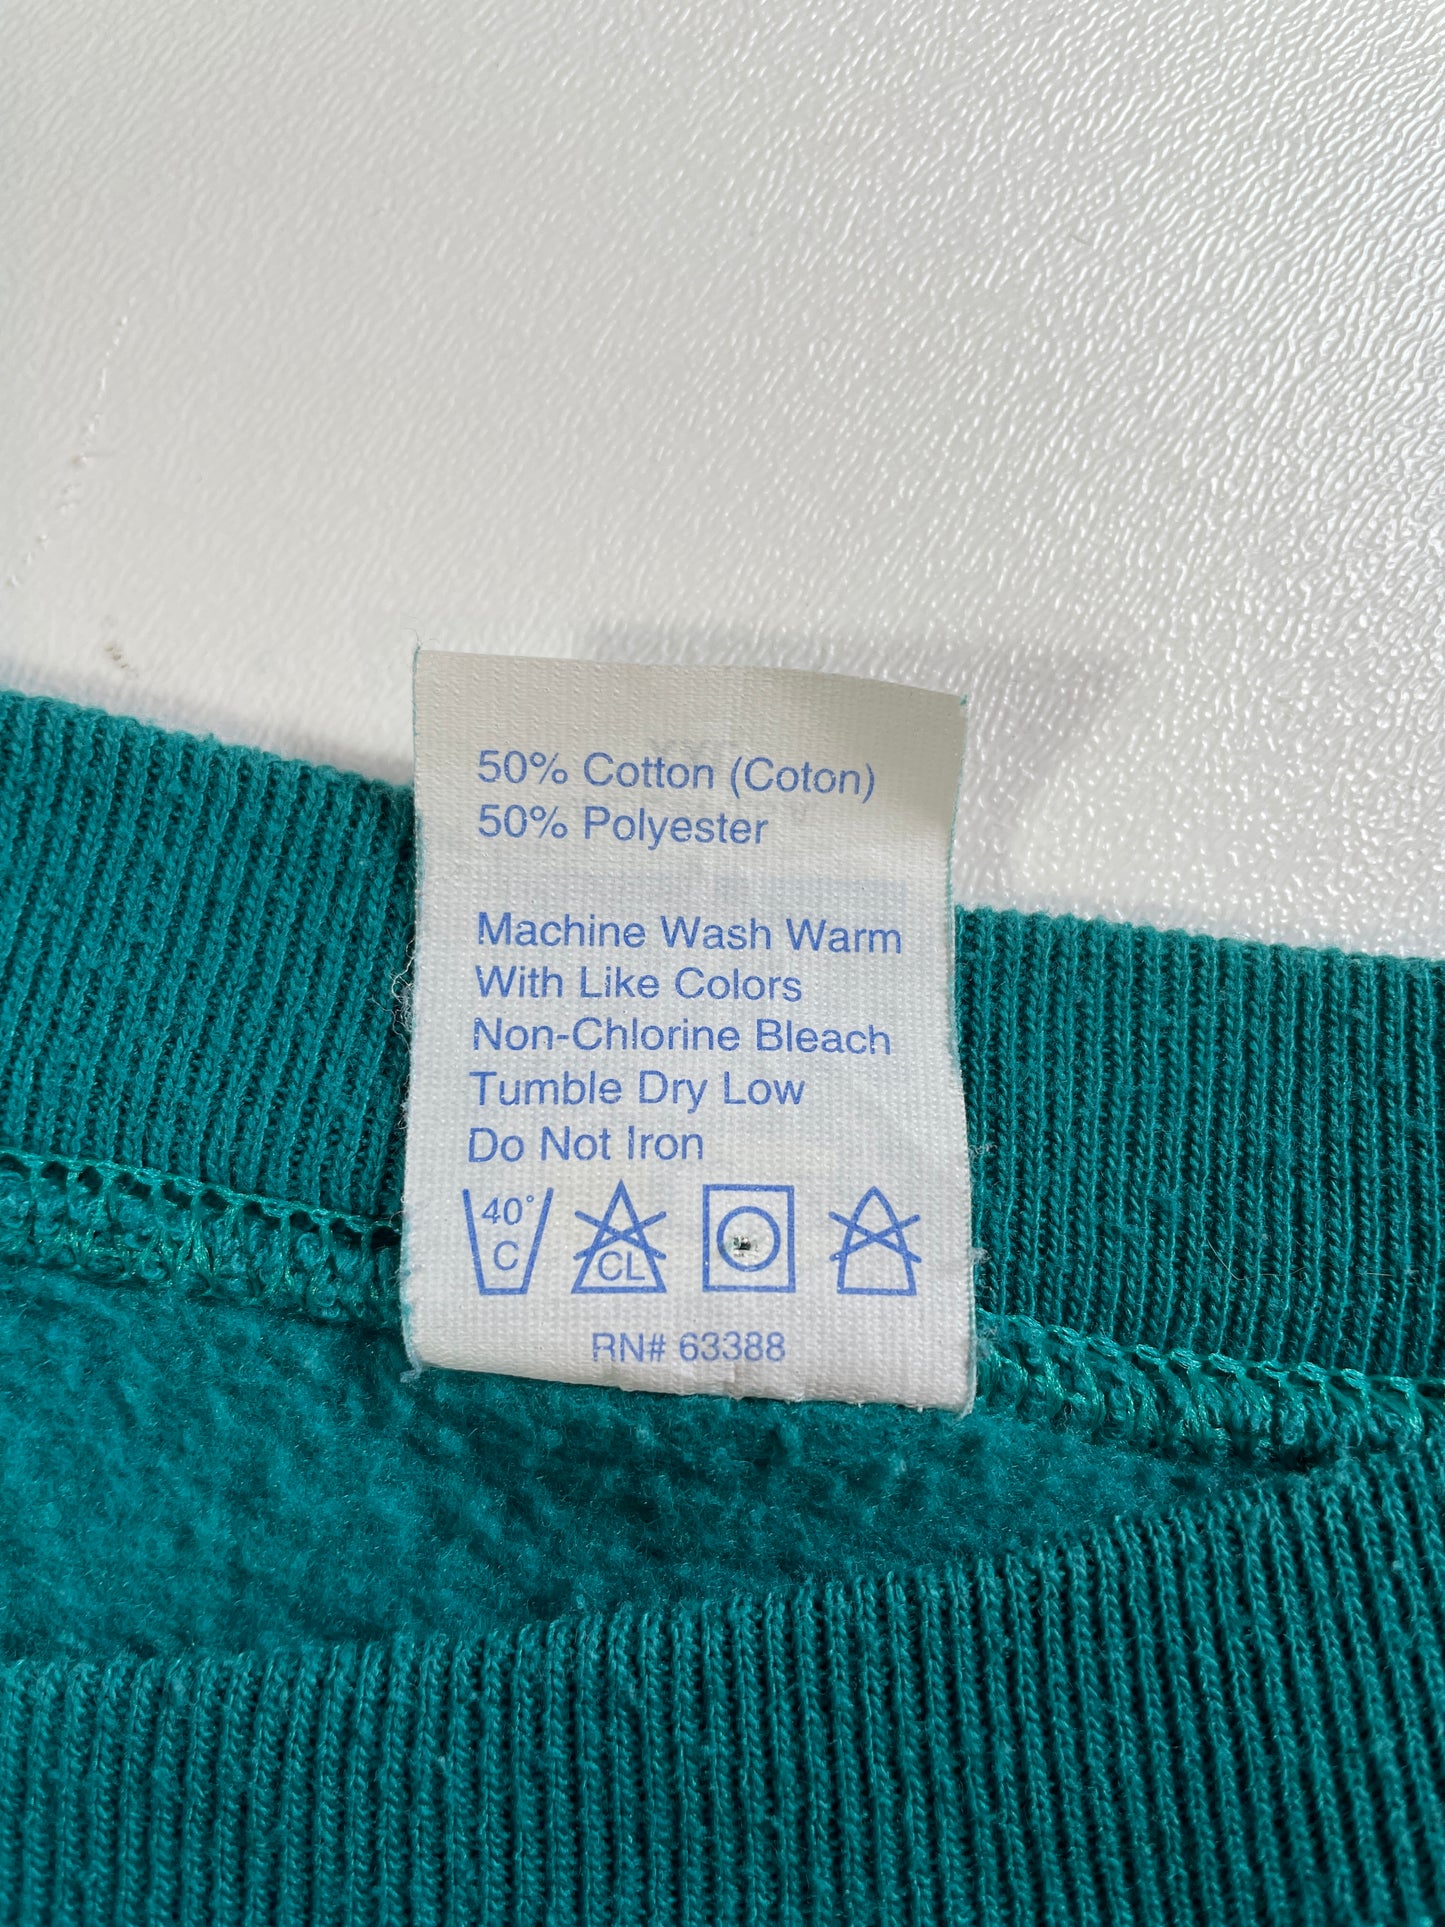 50% Cotton (Coton)
50% Polyester
Machine Wash Warm
With Like Colors
Non-Chlorine Bleach
Tumble Dry Low
Do Not Iron
40°
C
CL
RN# 63388